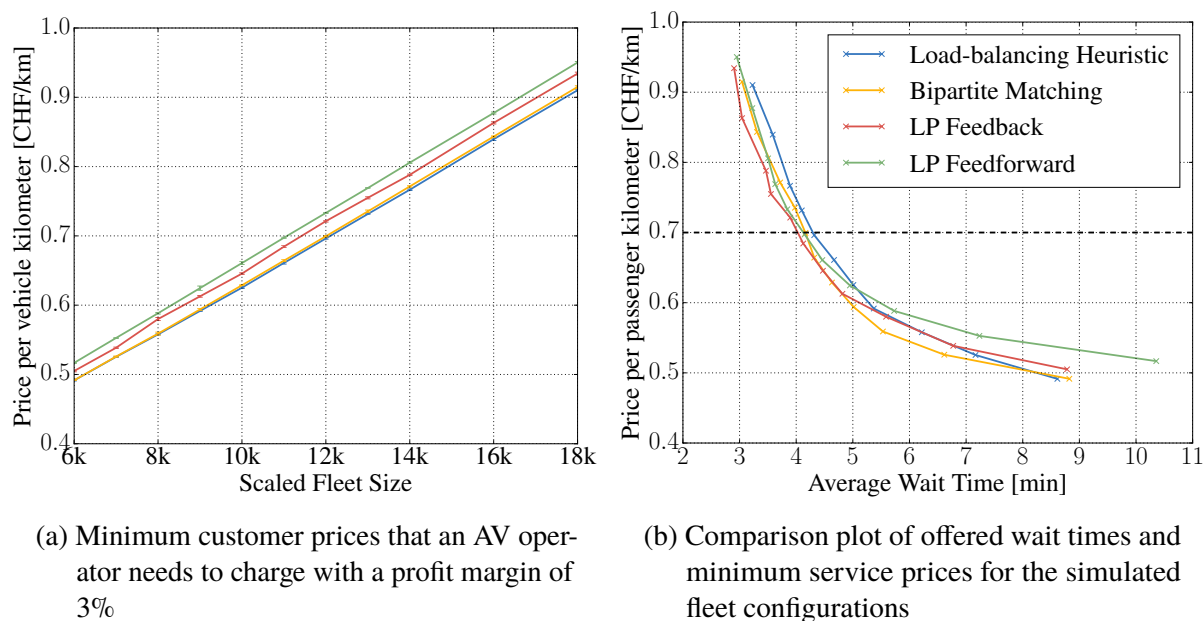 Price per vehicle kilometer [CHF/km]
1.0
0.9
0.8
0.7
0.6
0.5
0.4
6k 8k 10k 12k 14k 16k 18k
Scaled Fleet Size
(a) Minimum customer prices that an AV oper-
ator needs to charge with a profit margin of
3%
Price per passenger kilometer [CHF/km]
1.0
0.9
0.8
0.7
0.6
0.5
0.4
Load-balancing Heuristic
Bipartite Matching
LP Feedback
LP Feedforward
2 3 4 5 6 7 8 9 10 11
Average Wait Time [min]
(b) Comparison plot of offered wait times and
minimum service prices for the simulated
fleet configurations